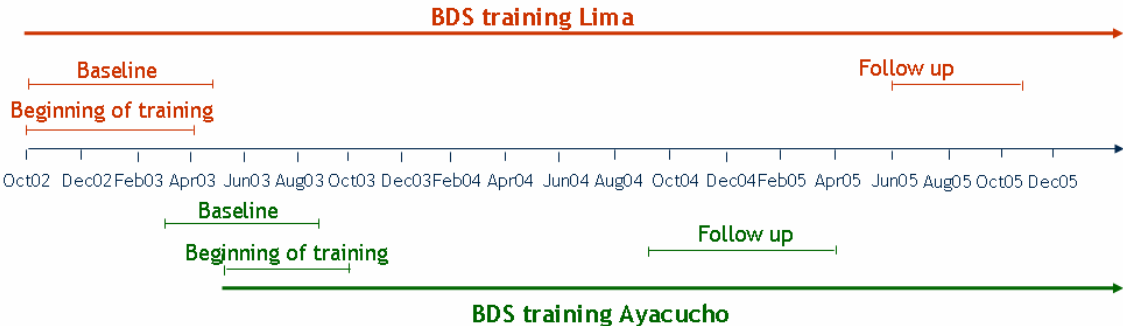 BDS training Lima
Baseline
Follow up
Beginning of training
Oct02 Dec02 Feb03 Apr03 Jun03 Aug03 Oct03 Dec03 Feb04 Apr04 Jun04 Aug04 Oct04 Dec04 Feb05 Apr05 Jun05 Aug05 Oct05 Dec05
Baseline
Follow up
Beginning of training
BDS training Ayacucho